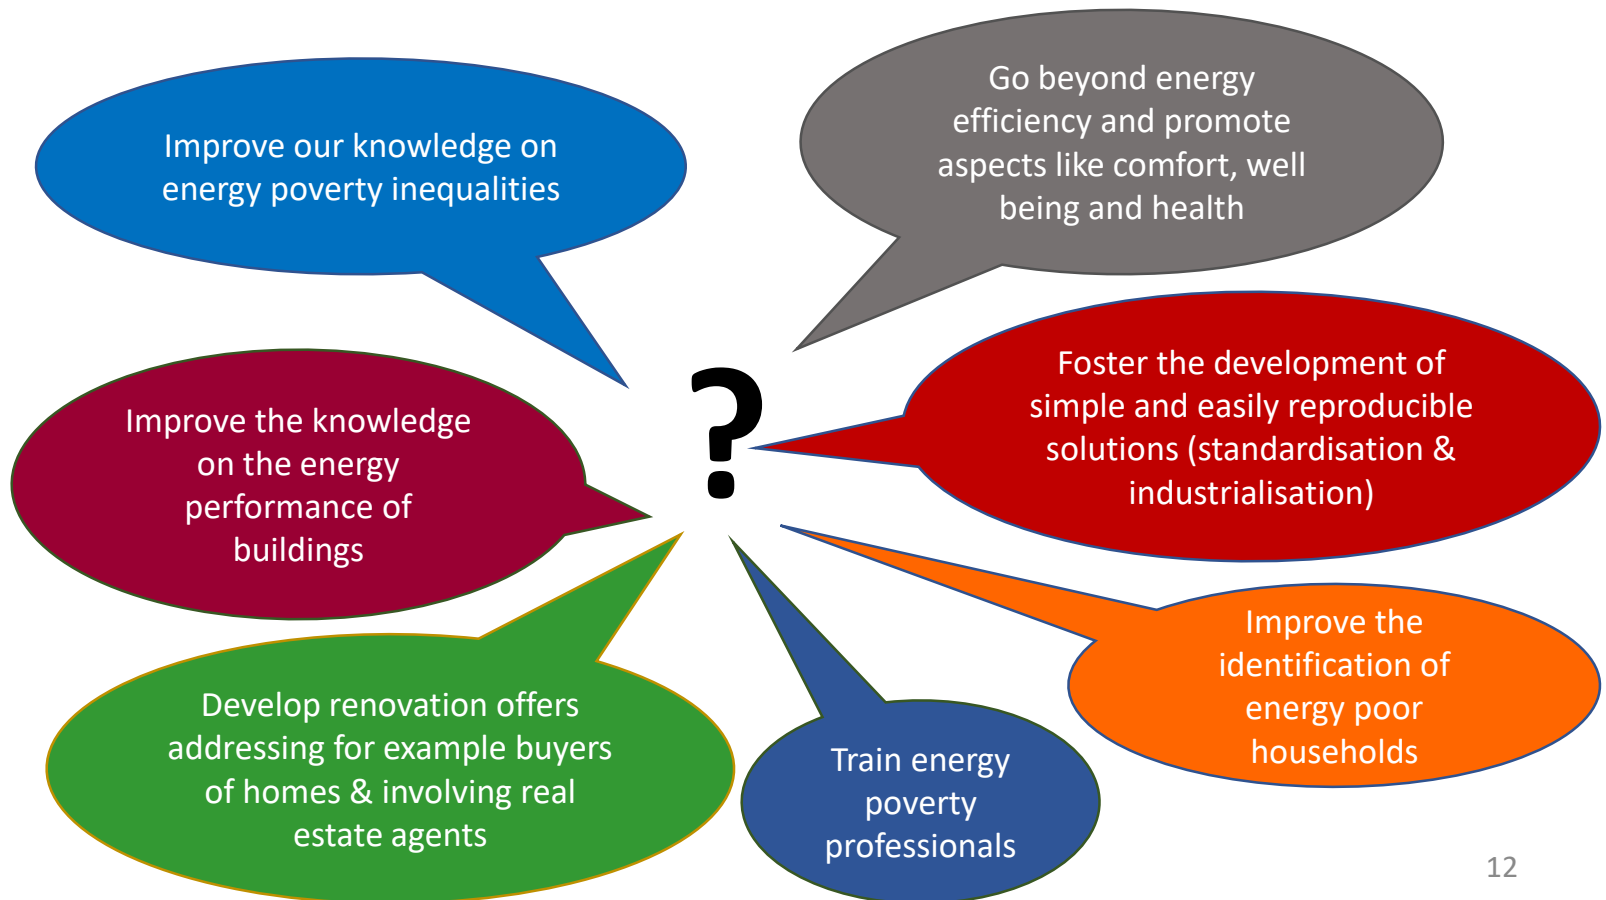 Improve our knowledge on
energy poverty inequalities
Go beyond energy
efficiency and promote
aspects like comfort, well
being and health
?
Improve the knowledge
on the energy
performance of
buildings
Foster the development of
simple and easily reproducible
solutions (standardisation &
industrialisation)
Develop renovation offers
addressing for example buyers
of homes & involving real
estate agents
Train energy
poverty
professionals
Improve the
identification of
energy poor
households
12